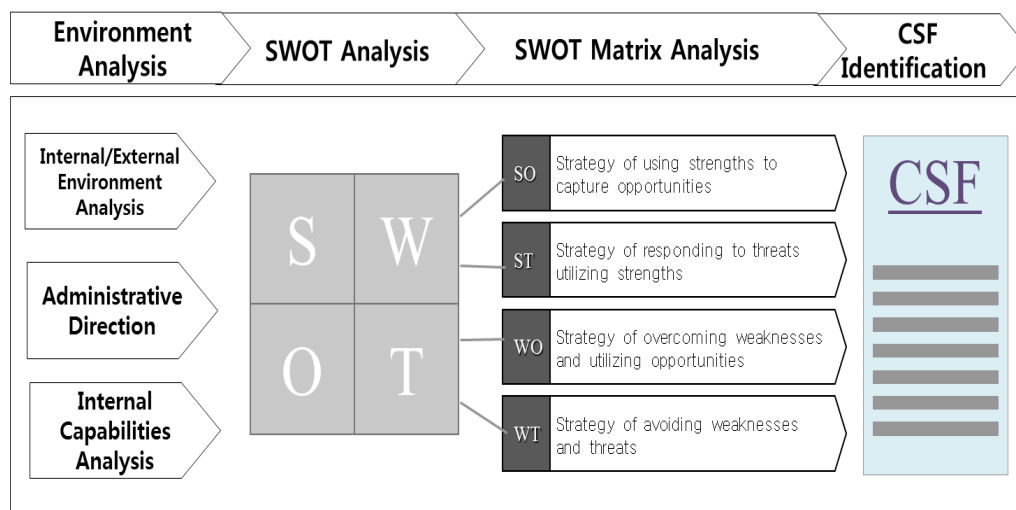 Environment
Analysis
SWOT Analysis
SWOT Matrix Analysis
CSF
Identification
Internal/External
Environment
Analysis
Administrative
Direction
Internal
Capabilities
Analysis
S W
O T
SO
Strategy of using strengths to
capture opportunities
ST
Strategy of responding to threats
utilizing strengths
WO
Strategy of overcoming weaknesses
and utilizing opportunities
WT
Strategy of avoiding weaknesses
and threats
CSF